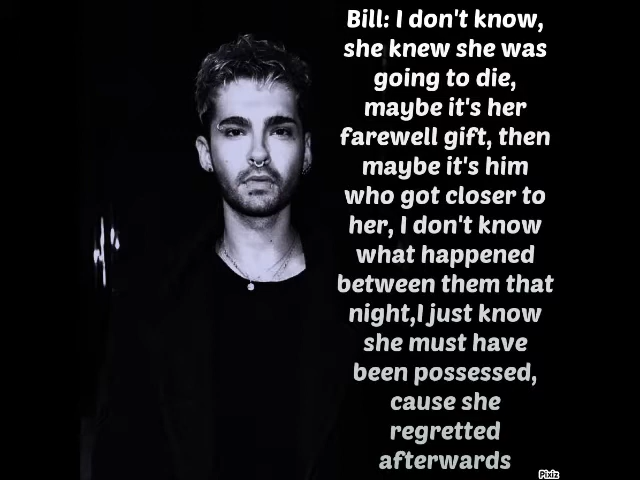 Bill: I don't know,
she knew she was
going to die,
maybe it's her
farewell gift, then
maybe it's him
who got closer to
her, I don't know
what happened
between them that
night,I just know
she must have
been possessed,
cause she
regretted
afterwards
Pixiz